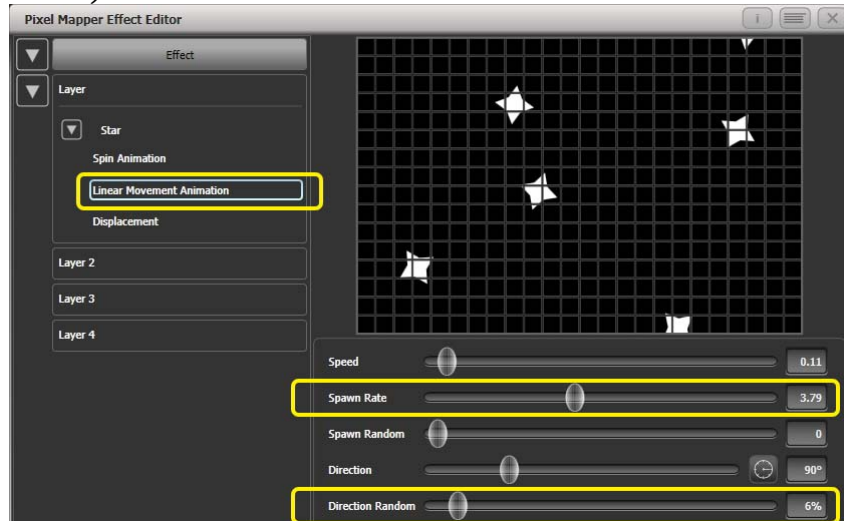 Pixel Mapper Effect Editor
Effect
Layer
Star
Spin Animation
Linear Movement Animation
Displacement
Layer 2
Layer 3
Layer 4
Speed 0.11
Spawn Rate 3.79
Spawn Random 0
Direction 90°
Direction Random 6%